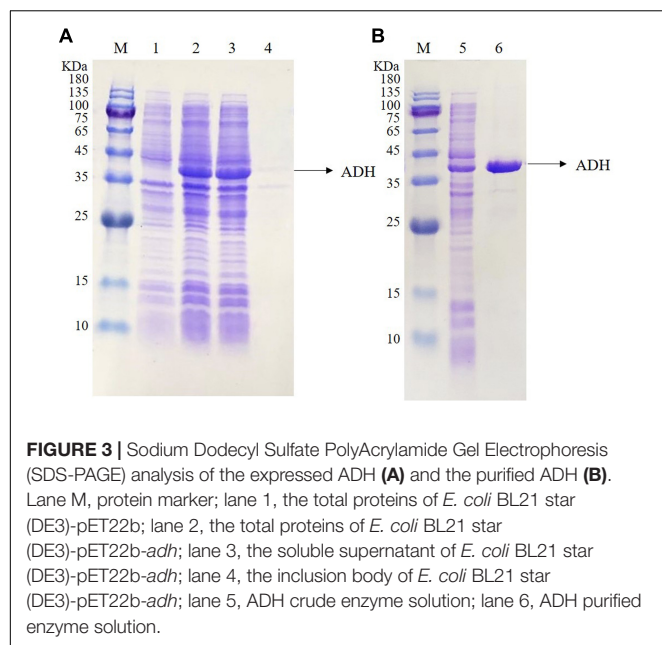 A
B
M 1 2 3 4
M 5 6
KDa
180
135
100
75
65
45
35
25
15
10
ADH
KDa
180
135
100
75
65
45
35
25
15
10
ADH
FIGURE 3 | Sodium Dodecyl Sulfate PolyAcrylamide Gel Electrophoresis
(SDS-PAGE) analysis of the expressed ADH (A) and the purified ADH (B).
Lane M, protein marker; lane 1, the total proteins of E. coli BL21 star
(DE3)-pET22b; lane 2, the total proteins of E. coli BL21 star
(DE3)-pET22b-adh; lane 3, the soluble supernatant of E. coli BL21 star
(DE3)-pET22b-adh; lane 4, the inclusion body of E. coli BL21 star
(DE3)-pET22b-adh; lane 5, ADH crude enzyme solution; lane 6, ADH purified
enzyme solution.